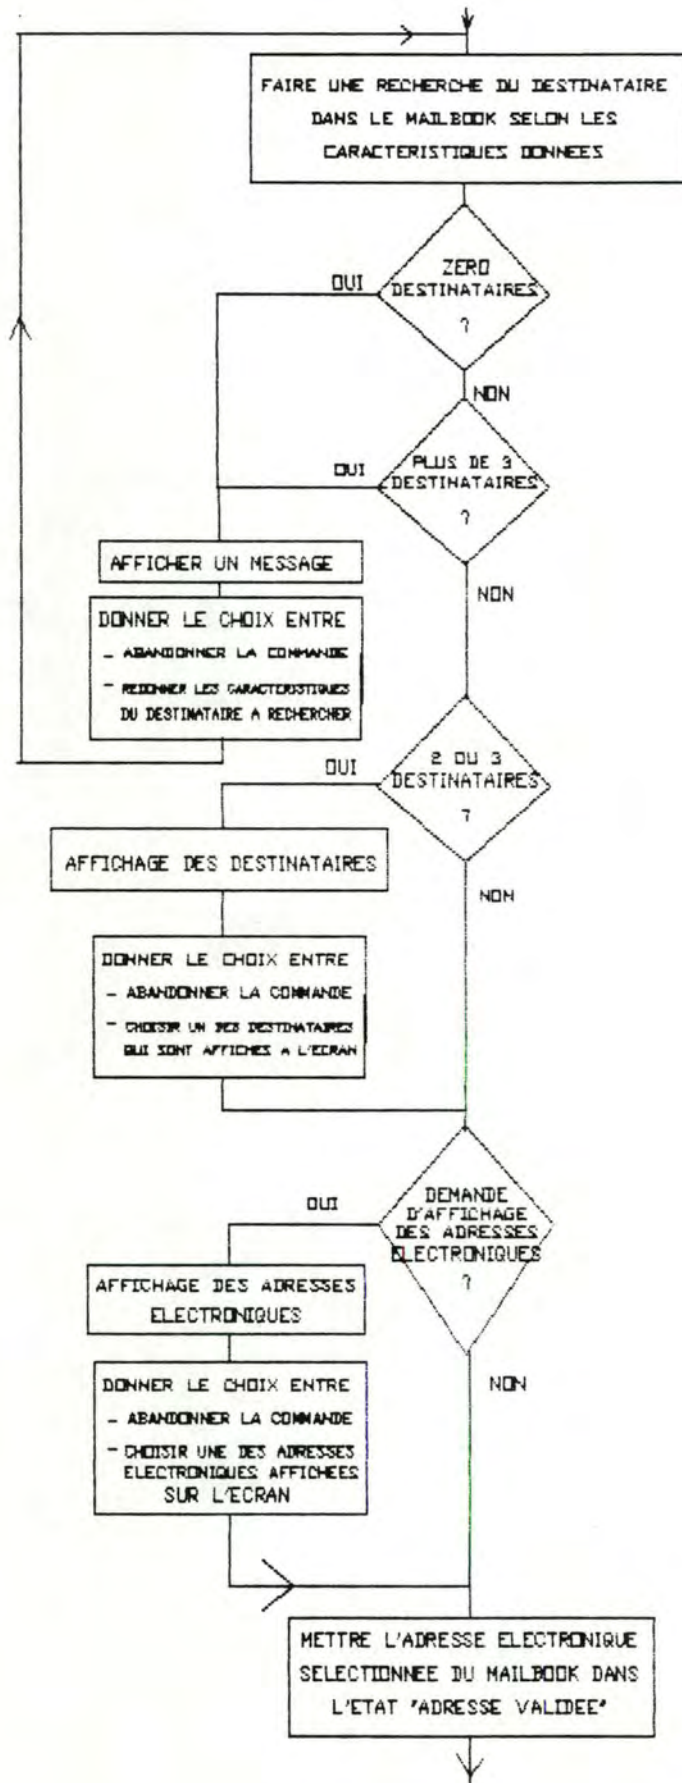 FAIRE UNE RECHERCHE DU DESTINATAIRE
DANS LE MAILBOOK SELON LES
CARACTERISTIQUES DONNEES
ZERO
DESTINATAIRES
?
OUI
NON
PLUS DE 3
DESTINATAIRES
?
OUI
NON
AFFICHER UN MESSAGE
DONNER LE CHOIX ENTRE
- ABANDONNER LA COMMANDE
- REDONNER LES CARACTERISTIQUES
DU DESTINATAIRE A RECHERCHER
2 OU 3
DESTINATAIRES
?
OUI
NON
AFFICHAGE DES DESTINATAIRES
DONNER LE CHOIX ENTRE
- ABANDONNER LA COMMANDE
- CHOISIR UN DES DESTINATAIRES
QUI SONT AFFICHES A L'ECRAN
DEMANDE
D'AFFICHAGE
DES ADRESSES
ELECTRONIQUES
?
OUI
NON
AFFICHAGE DES ADRESSES
ELECTRONIQUES
DONNER LE CHOIX ENTRE
- ABANDONNER LA COMMANDE
- CHOISIR UNE DES ADRESSES
ELECTRONIQUES AFFICHEES
SUR L'ECRAN
METTRE L'ADRESSE ELECTRONIQUE
SELECTIONNEE DU MAILBOOK DANS
L'ETAT "ADRESSE VALIDEE"